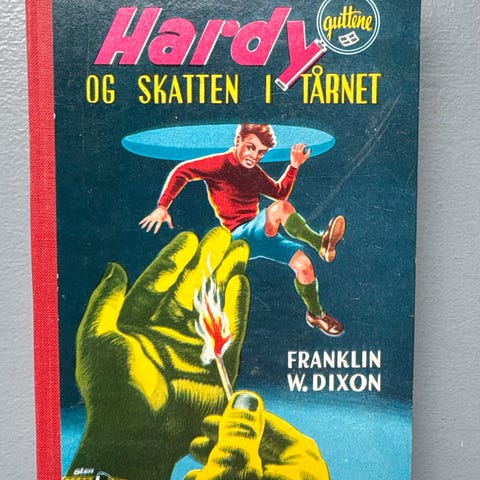 Hardy
guttene
OG SKATTEN I TÅRNET
FRANKLIN
W. DIXON